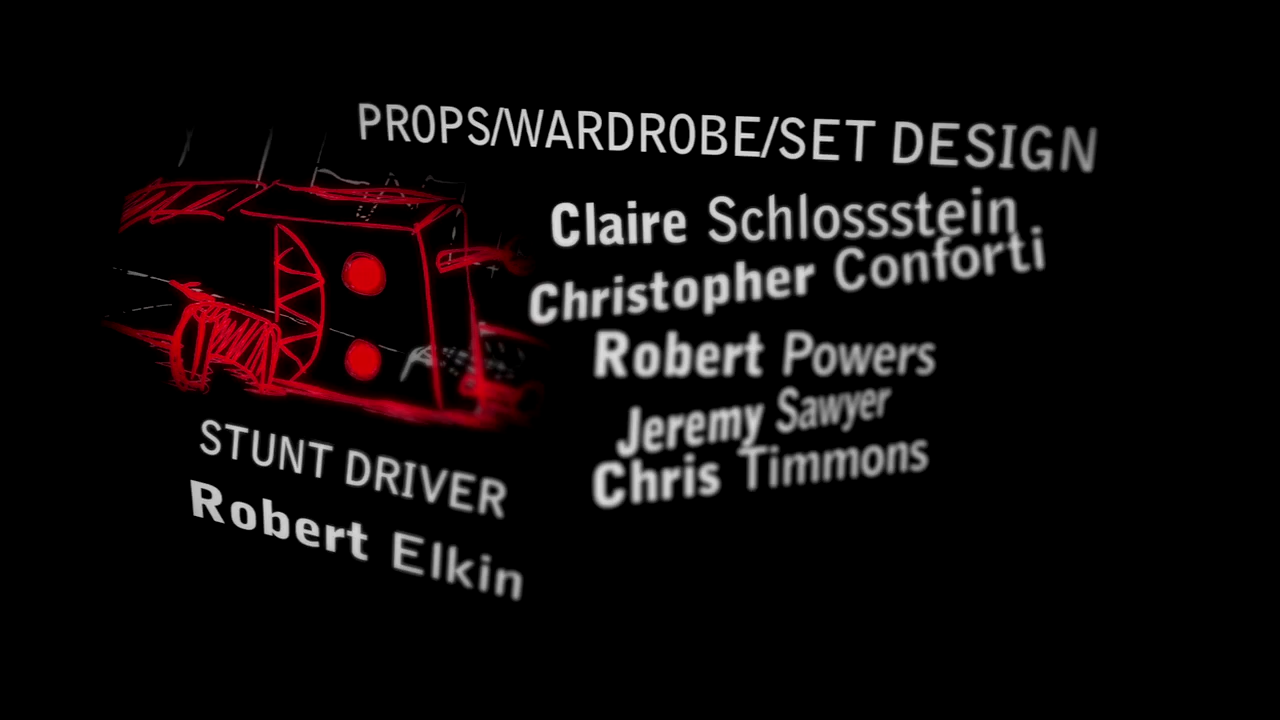 PROPS/WARDROBE/SET DESIGN
Claire Schlossstein
Christopher Conforti
Robert Powers
Jeremy Sawyer
Chris Timmons
STUNT DRIVER
Robert Elkin